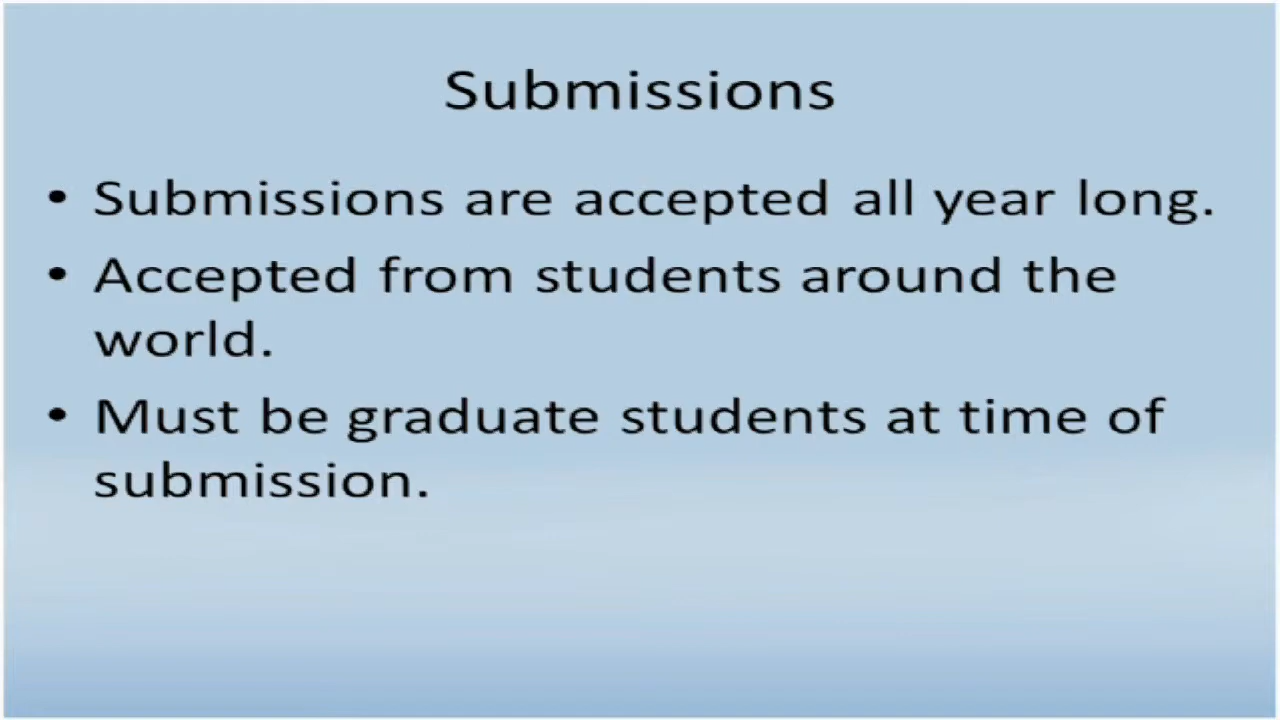 Submissions
• Submissions are accepted all year long.
• Accepted from students around the
world.
• Must be graduate students at time of
submission.